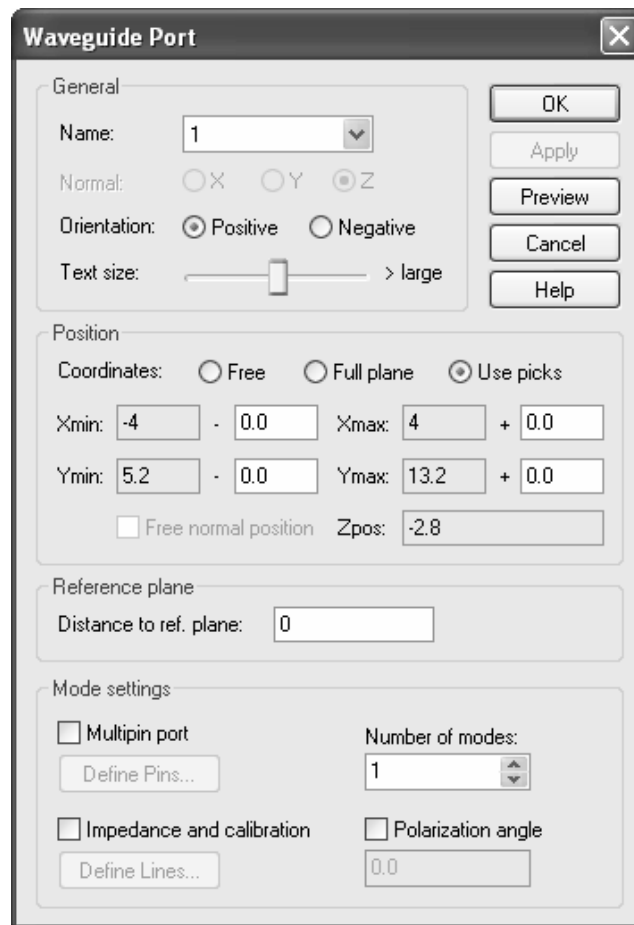 Waveguide Port
General
Name: 1
Normal: X Y Z
Orientation: Positive Negative
Text size: > large
OK
Apply
Preview
Cancel
Help
Position
Coordinates: Free Full plane Use picks
Xmin: -4 - 0.0 Xmax: 4 + 0.0
Ymin: 5.2 - 0.0 Ymax: 13.2 + 0.0
Free normal position Zpos: -2.8
Reference plane
Distance to ref. plane: 0
Mode settings
Multipin port
Define Pins...
Number of modes:
1
Impedance and calibration
Define Lines...
Polarization angle
0.0